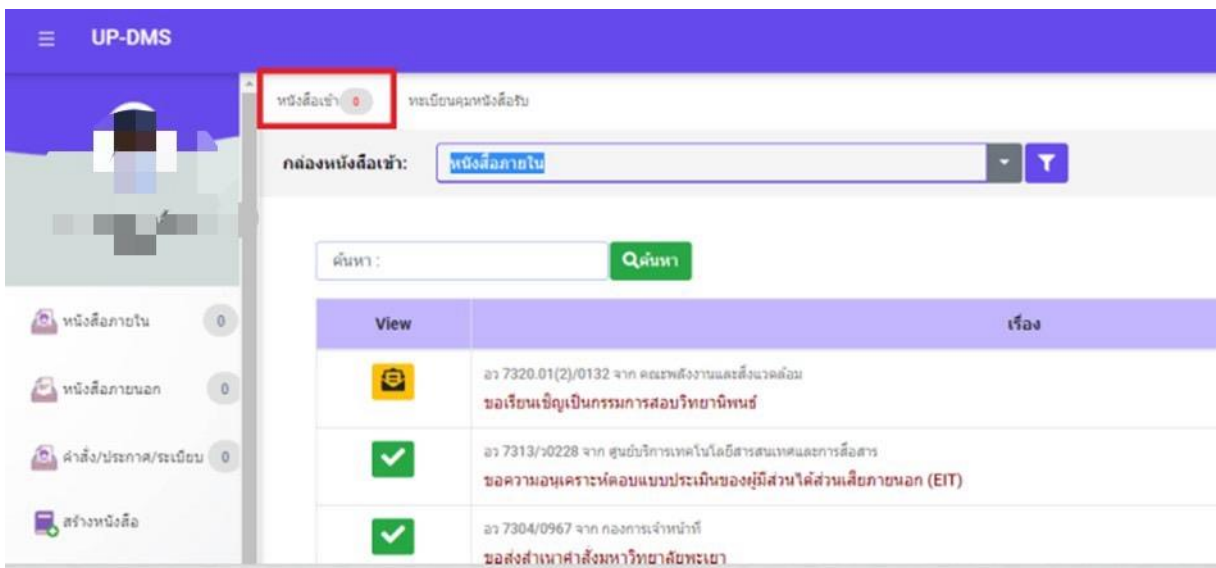 UP-DMS
หนังสือเข้า 0
ทะเบียนคุมหนังสือรับ
กล่องหนังสือเข้า:
หนังสือภายใน
ค้นหา :
ค้นหา
หนังสือภายใน 0
หนังสือภายนอก 0
คำสั่ง/ประกาศ/ระเบียบ 0
สร้างหนังสือ
View
เรื่อง
อว 7320.01(2)/0132 จาก คณะพลังงานและสิ่งแวดล้อม
ขอเรียนเชิญเป็นกรรมการสอบวิทยานิพนธ์
อว 7313/ว0228 จาก ศูนย์บริการเทคโนโลยีสารสนเทศและการสื่อสาร
ขอความอนุเคราะห์ตอบแบบประเมินของผู้มีส่วนได้ส่วนเสียภายนอก (EIT)
อว 7304/0967 จาก กองการเจ้าหน้าที่
ขอส่งสำเนาคำสั่งมหาวิทยาลัยพะเยา